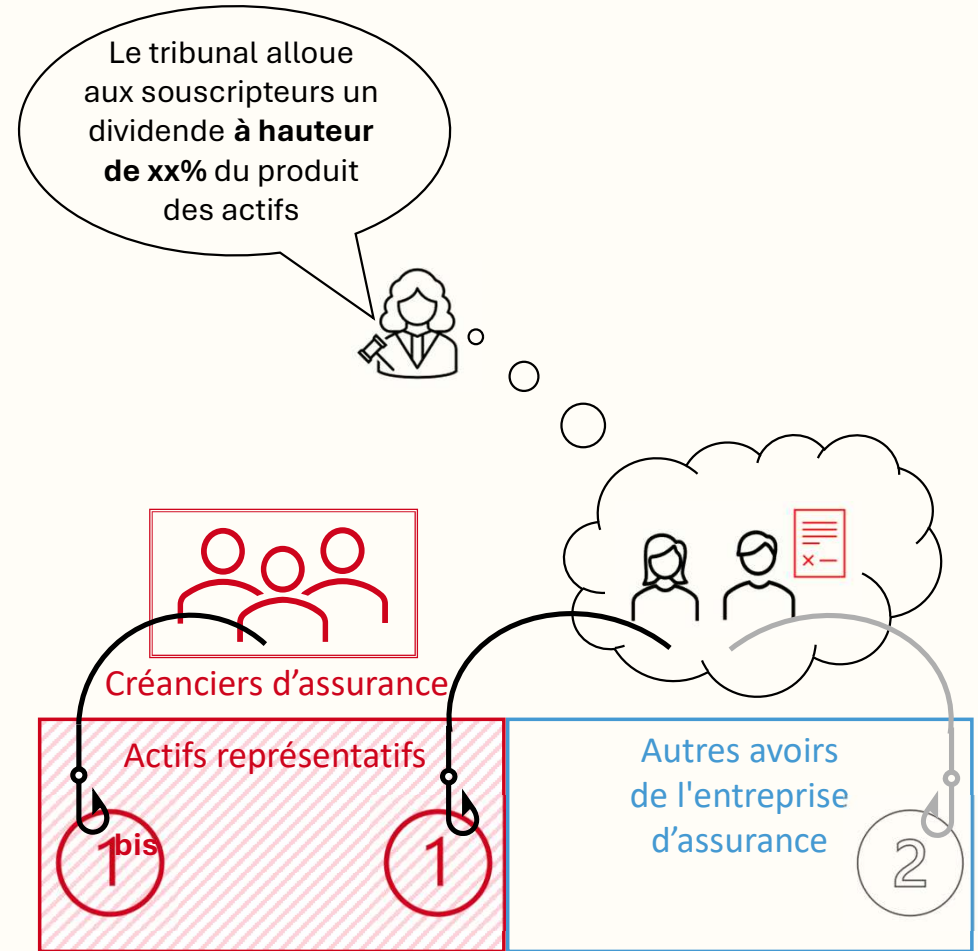 Le tribunal alloue
aux souscripteurs un
dividende à hauteur
de xx% du produit
des actifs
Créanciers d’assurance
Actifs représentatifs
Autres avoirs
de l'entreprise
d’assurance
1bis
1
2